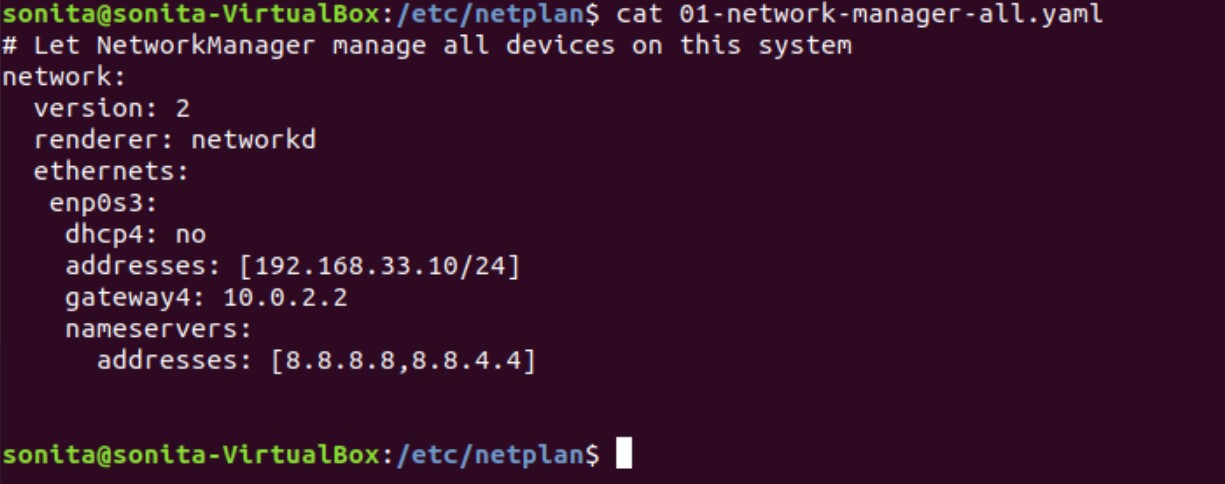 sonita@sonita-VirtualBox:/etc/netplan$ cat 01-network-manager-all.yaml
# Let NetworkManager manage all devices on this system
network:
  version: 2
  renderer: networkd
  ethernets:
   enp0s3:
    dhcp4: no
    addresses: [192.168.33.10/24]
    gateway4: 10.0.2.2
    nameservers:
      addresses: [8.8.8.8,8.8.4.4]
sonita@sonita-VirtualBox:/etc/netplan$